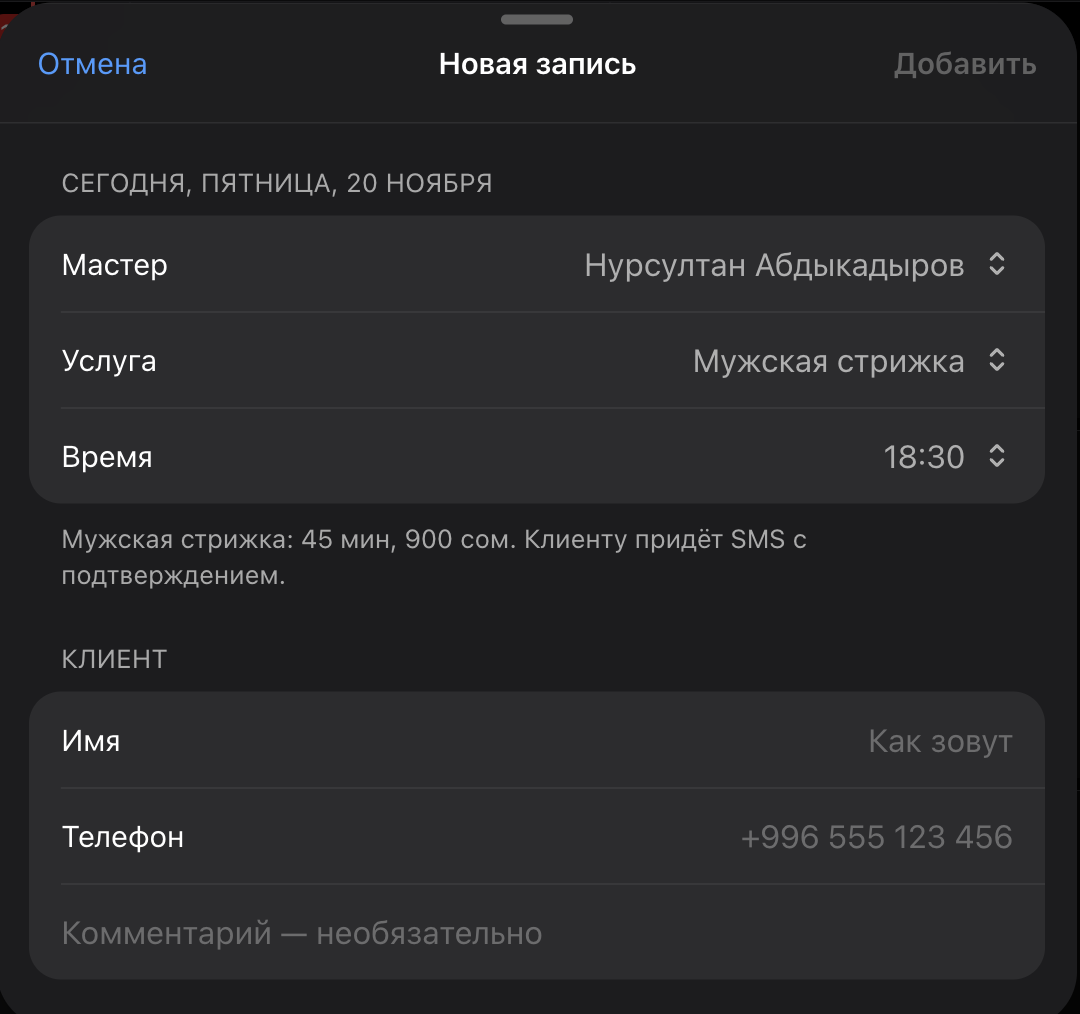 Отмена
Новая запись
Добавить
СЕГОДНЯ, ПЯТНИЦА, 20 НОЯБРЯ
Мастер
Нурсултан Абдыкадыров
Услуга
Мужская стрижка
Время
18:30
Мужская стрижка: 45 мин, 900 сом. Клиенту придёт SMS с
подтверждением.
КЛИЕНТ
Имя
Как зовут
Телефон
+996 555 123 456
Комментарий — необязательно